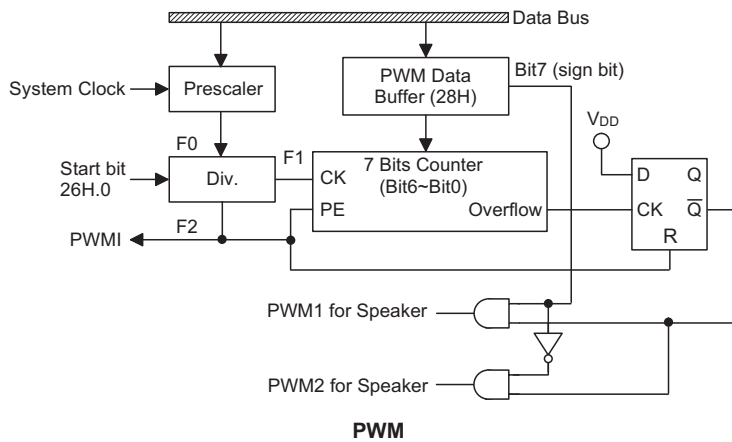 Data Bus
System Clock
Prescaler
PWM Data
Buffer (28H)
Bit7 (sign bit)
VDD
F0
F1
Start bit
26H.0
Div.
7 Bits Counter
(Bit6~Bit0)
CK
PE
Overflow
D
Q
CK
Q̅
R
PWMI
F2
PWM1 for Speaker
PWM2 for Speaker
PWM